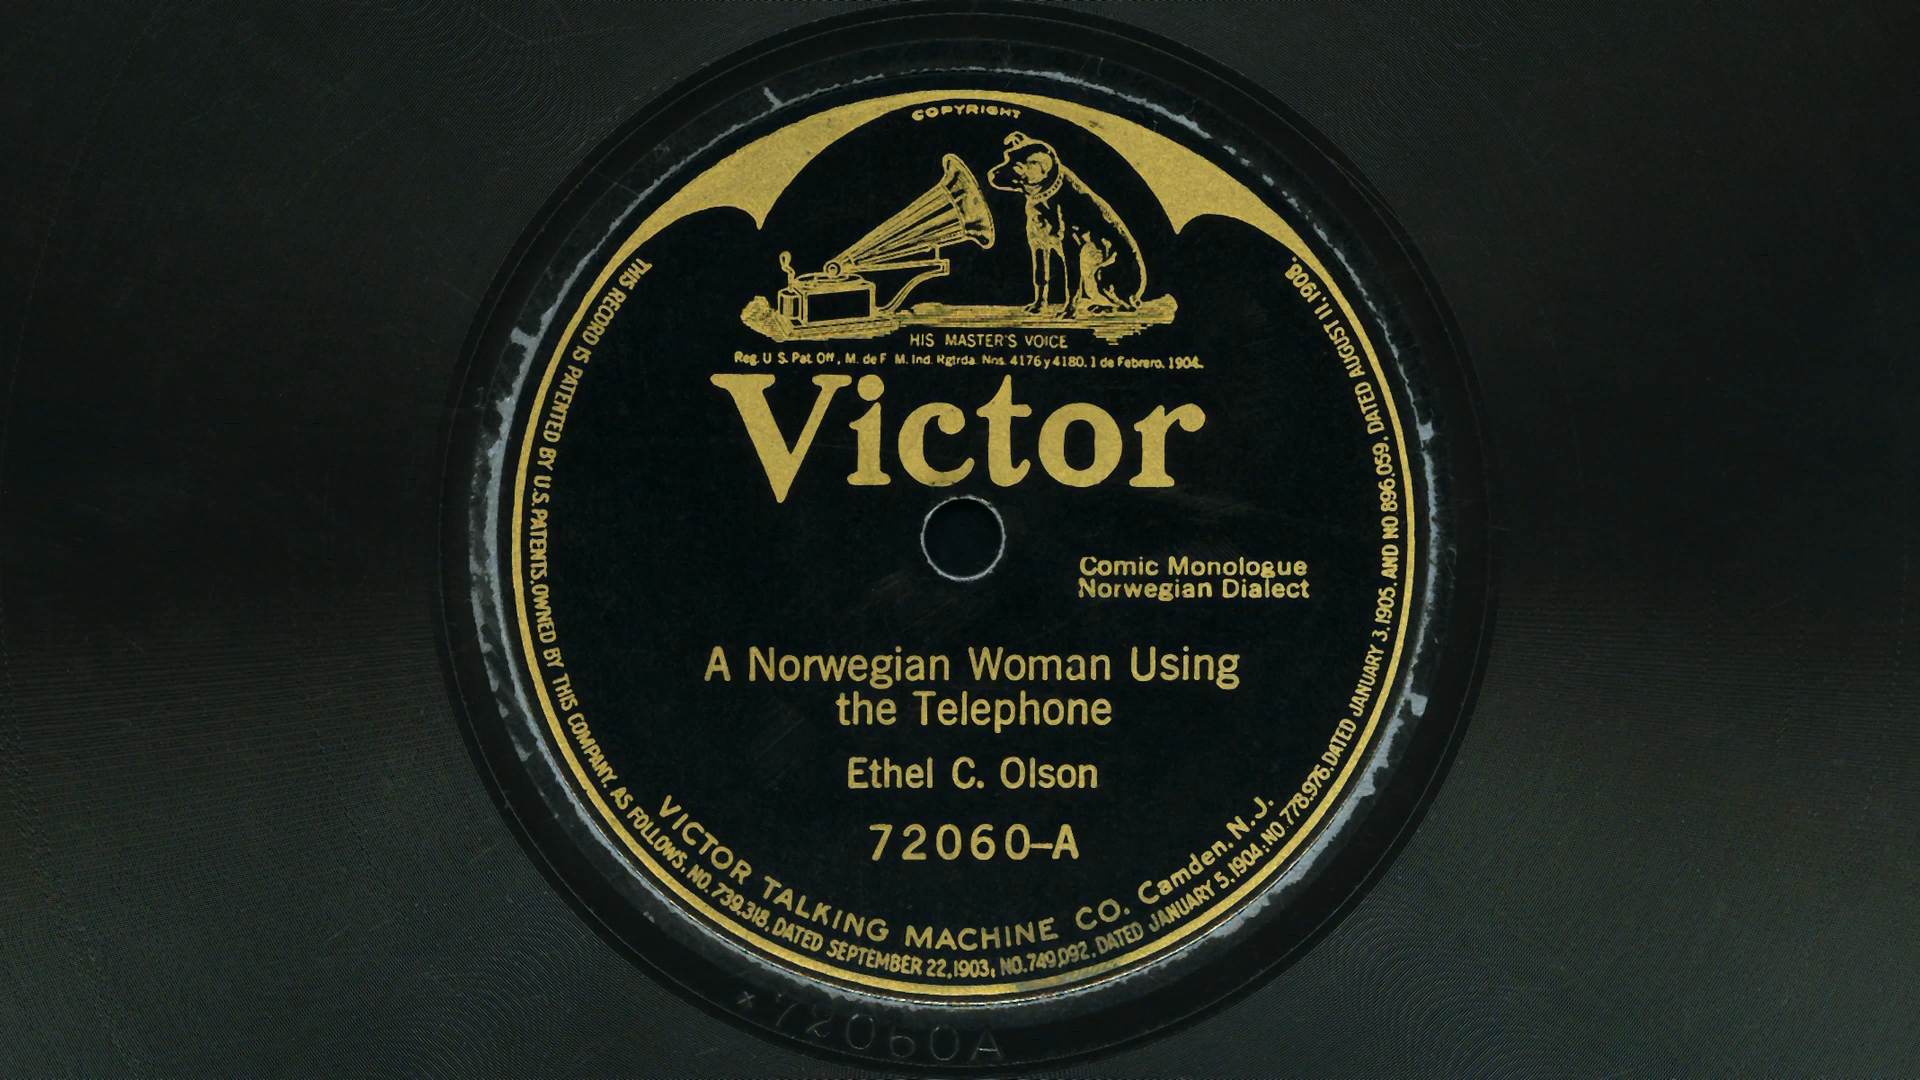 COPYRIGHT
HIS MASTER'S VOICE
Reg. U S. Pat. Off., M. de F M. Ind. Rgtrda. Nos. 4176 y 4180. 1 de Febrero, 1904.
Victor
Comic Monologue
Norwegian Dialect
A Norwegian Woman Using
the Telephone
Ethel C. Olson
72060–A
VICTOR TALKING MACHINE CO. Camden. N.J.
THIS RECORD IS PATENTED BY U.S. PATENTS. OWNED BY THIS COMPANY. AS FOLLOWS. NO. 739,318. DATED SEPTEMBER 22, 1903; NO. 749,092. DATED JANUARY 5, 1904; NO. 778,976. DATED JANUARY 3, 1905. AND NO. 896,059. DATED AUGUST 11, 1908.
72060A